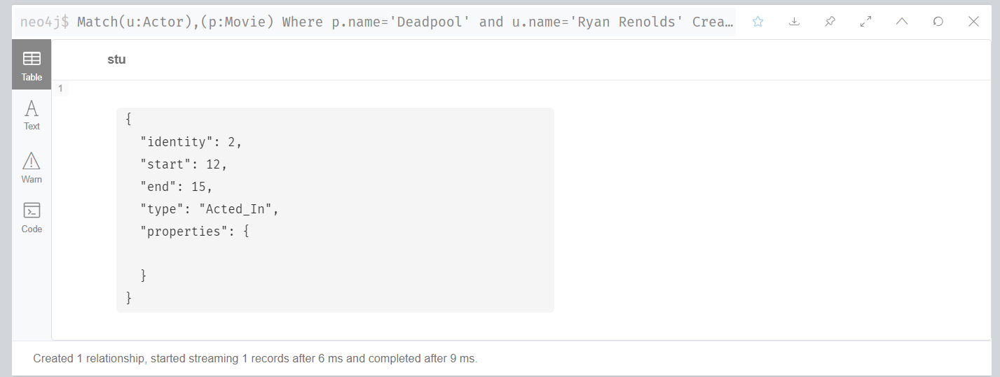 neo4j$ Match(u:Actor),(p:Movie) Where p.name='Deadpool' and u.name='Ryan Renolds' Crea…
Table
stu
1
Text
Warn
Code
{
"identity": 2,
"start": 12,
"end": 15,
"type": "Acted_In",
"properties": {
}
}
Created 1 relationship, started streaming 1 records after 6 ms and completed after 9 ms.